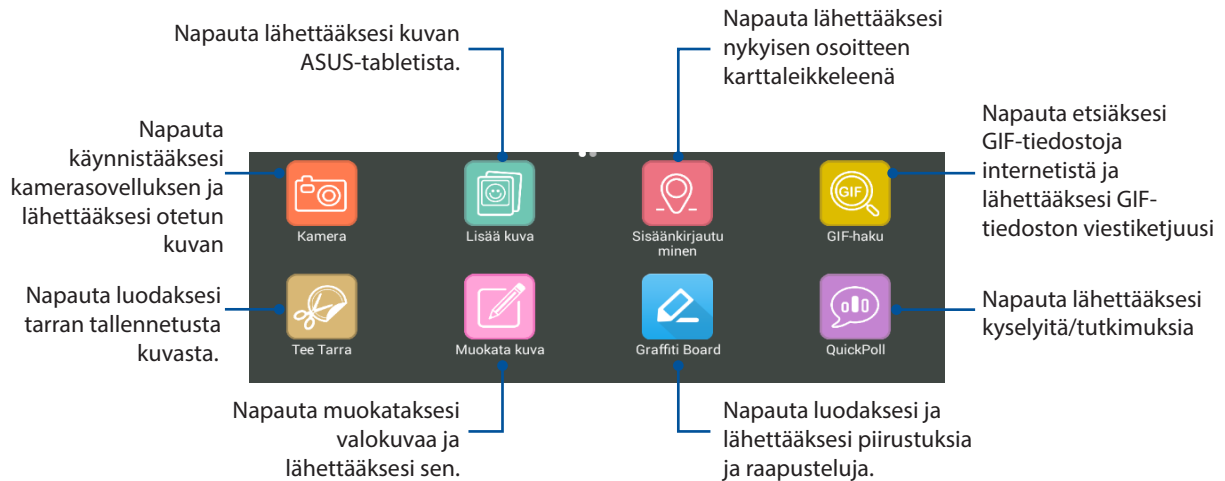 Napauta lähettääksesi kuvan
ASUS-tabletista.
Napauta lähettääksesi
nykyisen osoitteen
karttaleikkeleenä
Napauta
käynnistääksesi
kamerasovelluksen ja
lähettääksesi otetun
kuvan
Napauta etsiäksesi
GIF-tiedostoja
internetistä ja
lähettääksesi GIF-
tiedoston viestiketjuusi
GIF
Kamera
Lisää kuva
Sisäänkirjautu
minen
GIF-haku
Napauta luodaksesi
tarran tallennetusta
kuvasta.
Tee Tarra
Muokata kuva
Graffiti Board
QuickPoll
Napauta lähettääksesi
kyselyitä/tutkimuksia
Napauta muokataksesi
valokuvaa ja
lähettääksesi sen.
Napauta luodaksesi ja
lähettääksesi piirustuksia
ja raapusteluja.